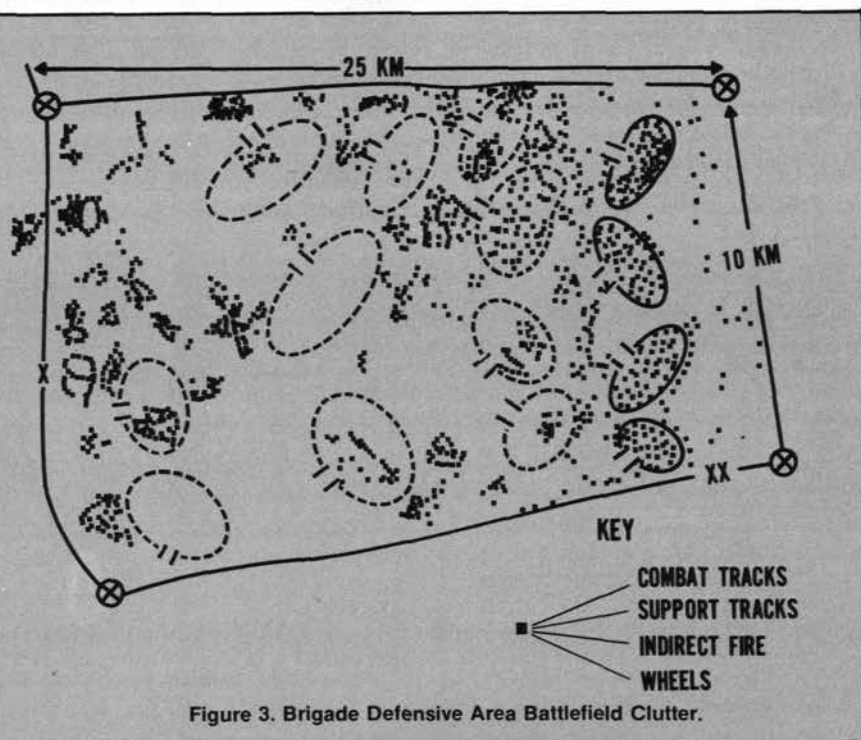 25 KM
10 KM
X
XX
KEY
COMBAT TRACKS
SUPPORT TRACKS
INDIRECT FIRE
WHEELS
Figure 3. Brigade Defensive Area Battlefield Clutter.